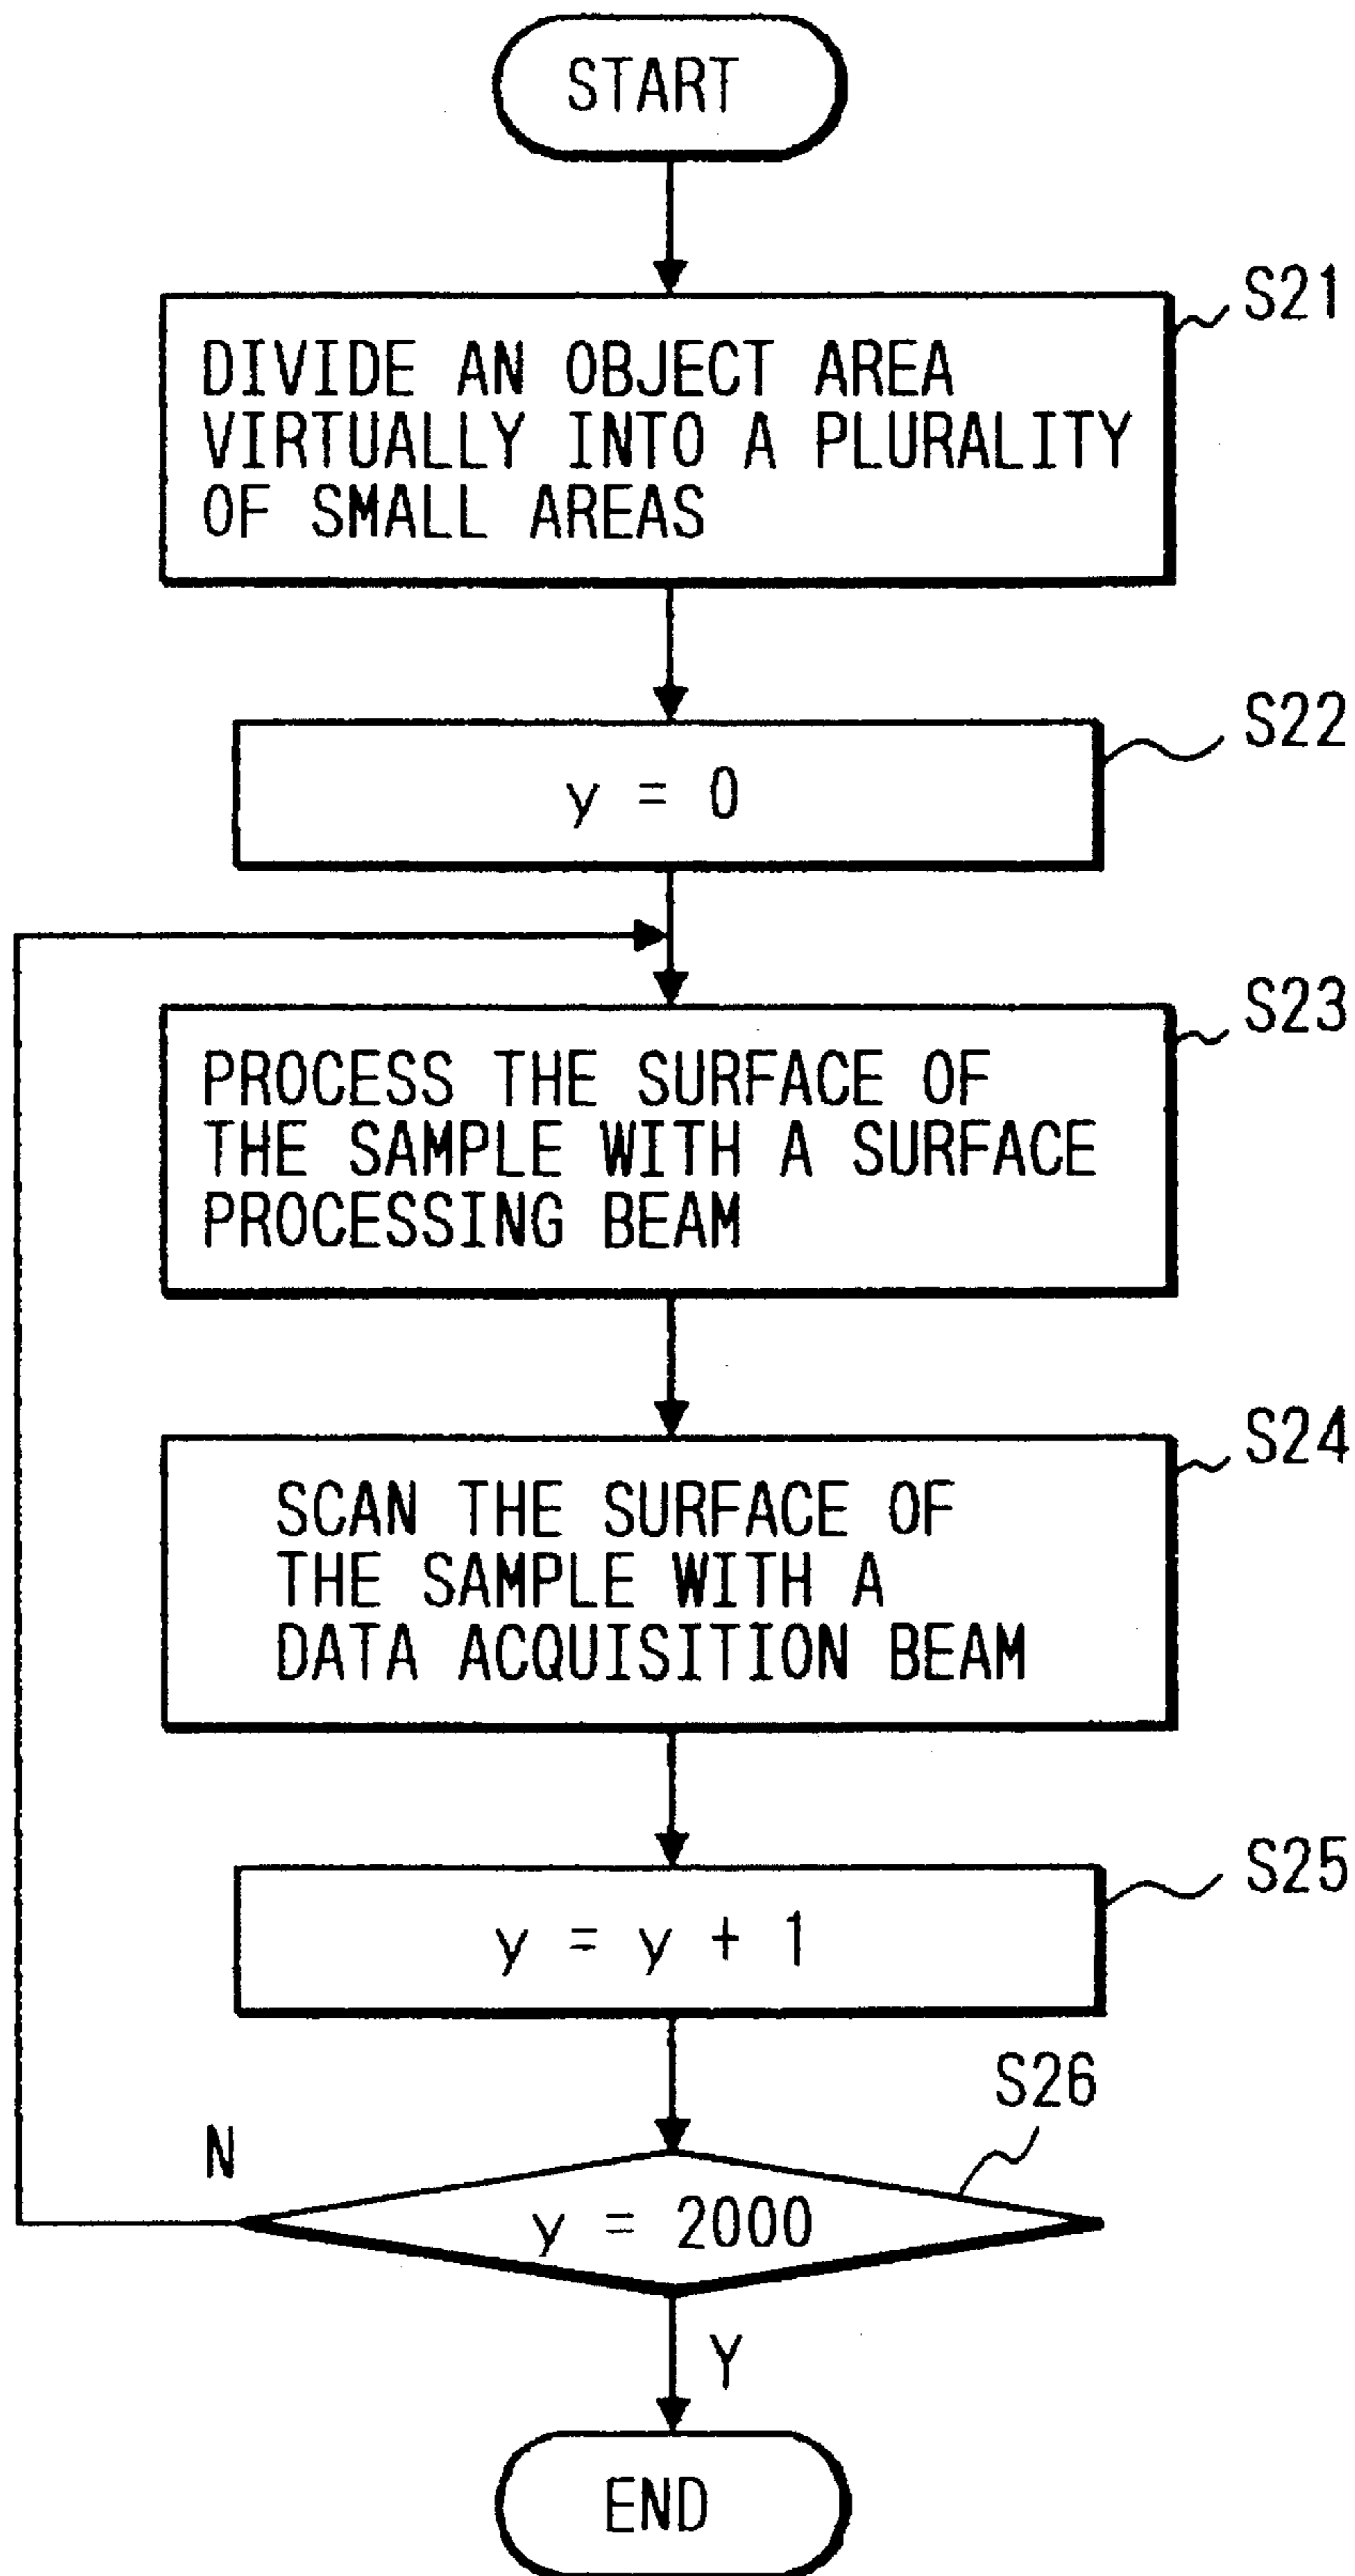 START
S21
DIVIDE AN OBJECT AREA
VIRTUALLY INTO A PLURALITY
OF SMALL AREAS
S22
y = 0
S23
PROCESS THE SURFACE OF
THE SAMPLE WITH A SURFACE
PROCESSING BEAM
S24
SCAN THE SURFACE OF
THE SAMPLE WITH A
DATA ACQUISITION BEAM
S25
y = y + 1
S26
N
y = 2000
Y
END